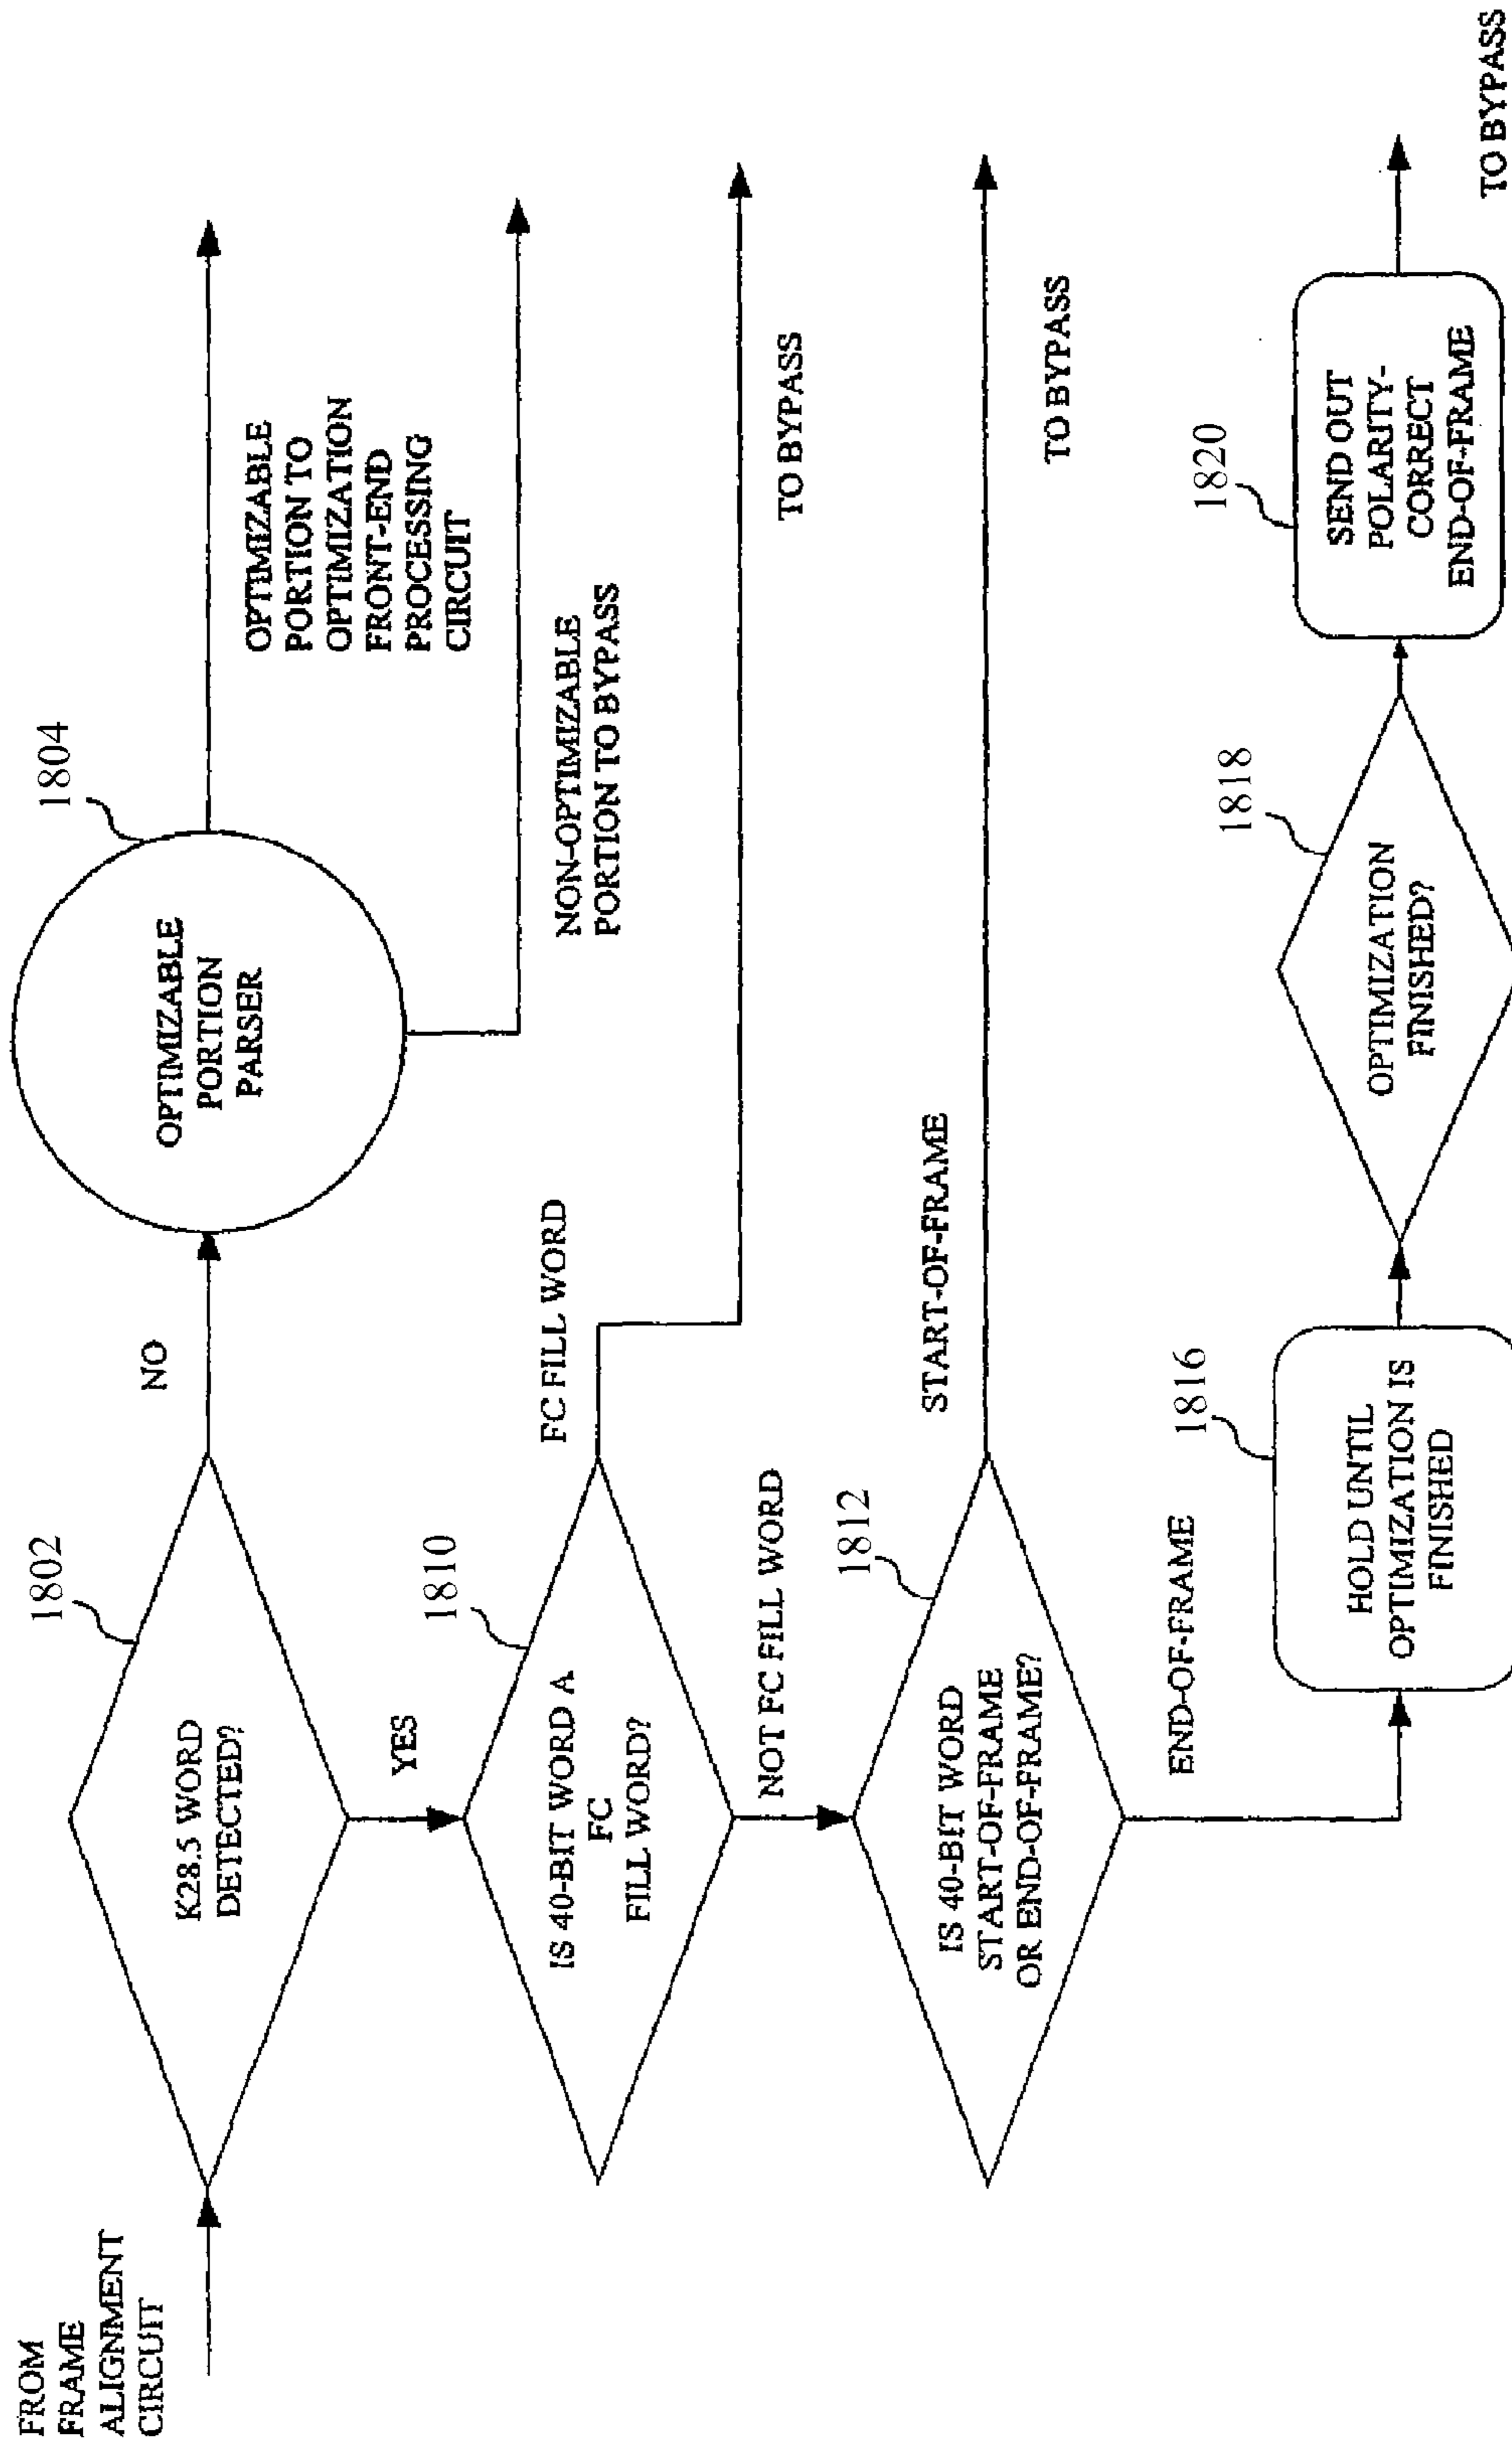 FROM
FRAME
ALIGNMENT
CIRCUIT
1802
K28.5 WORD
DETECTED?
NO
1804
OPTIMIZABLE
PORTION
PARSER
OPTIMIZABLE
PORTION TO
OPTIMIZATION
FRONT-END
PROCESSING
CIRCUIT
NON-OPTIMIZABLE
PORTION TO BYPASS
YES
1810
IS 40-BIT WORD A
FC
FILL WORD?
FC FILL WORD
TO BYPASS
NOT FC FILL WORD
1812
IS 40-BIT WORD
START-OF-FRAME
OR END-OF-FRAME?
START-OF-FRAME
TO BYPASS
END-OF-FRAME
1816
HOLD UNTIL
OPTIMIZATION IS
FINISHED
1818
OPTIMIZATION
FINISHED?
1820
SEND OUT
POLARITY-
CORRECT
END-OF-FRAME
TO BYPASS